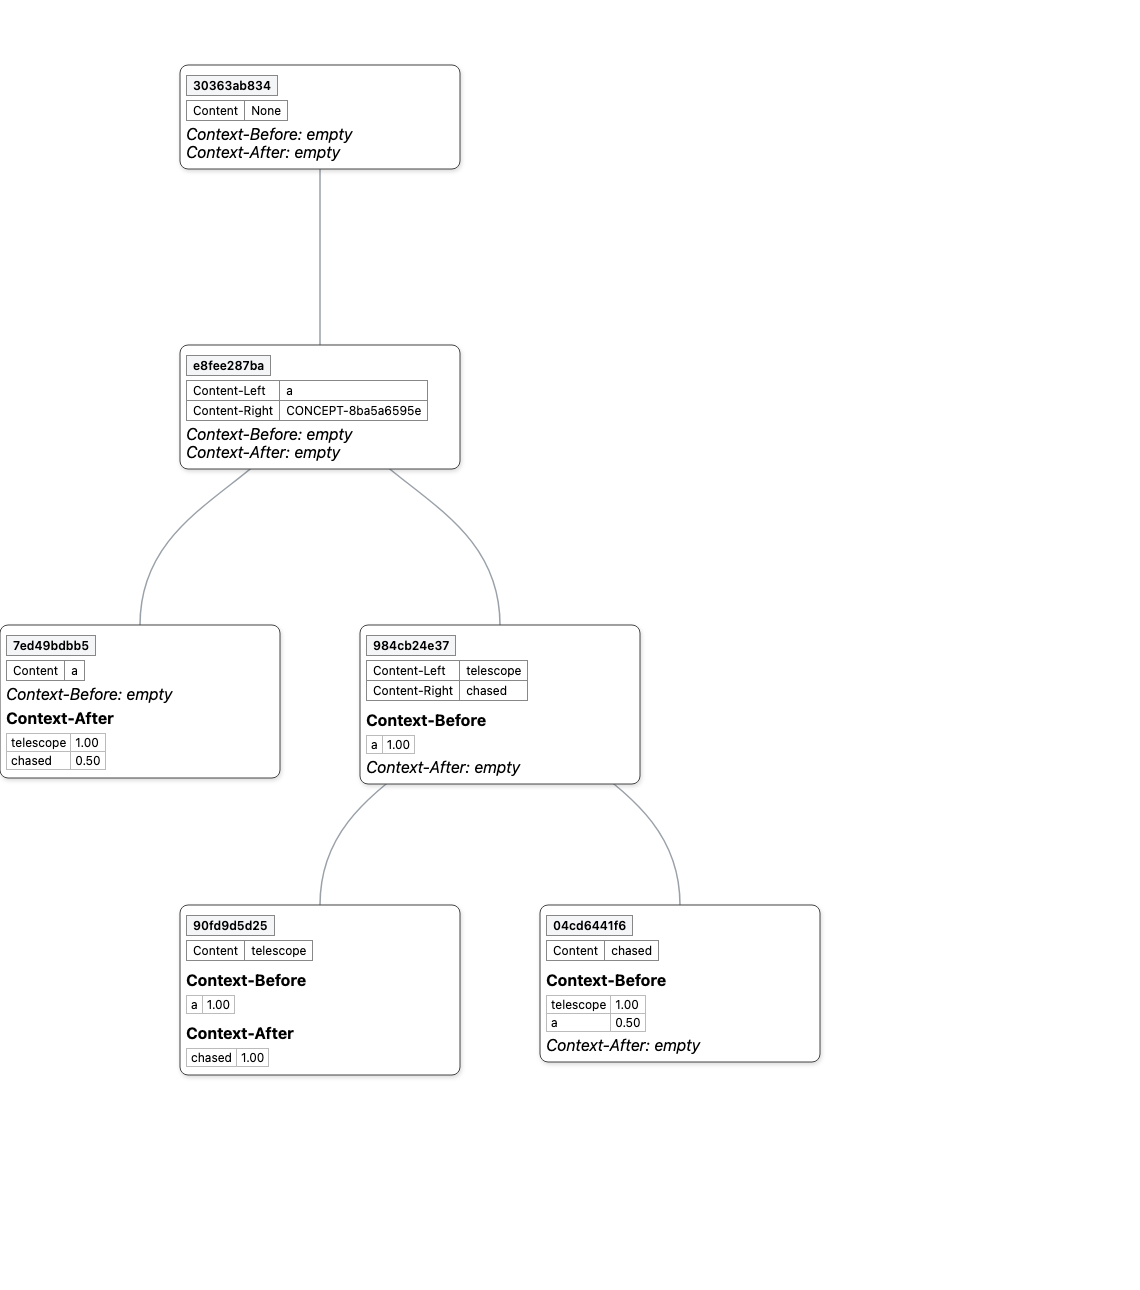 30363ab834
Content None
Context-Before: empty
Context-After: empty
e8fee287ba
Content-Left a
Content-Right CONCEPT-8ba5a6595e
Context-Before: empty
Context-After: empty
7ed49bdbb5
Content a
Context-Before: empty
Context-After
telescope 1.00
chased 0.50
984cb24e37
Content-Left telescope
Content-Right chased
Context-Before
a 1.00
Context-After: empty
90fd9d5d25
Content telescope
Context-Before
a 1.00
Context-After
chased 1.00
04cd6441f6
Content chased
Context-Before
telescope 1.00
a 0.50
Context-After: empty